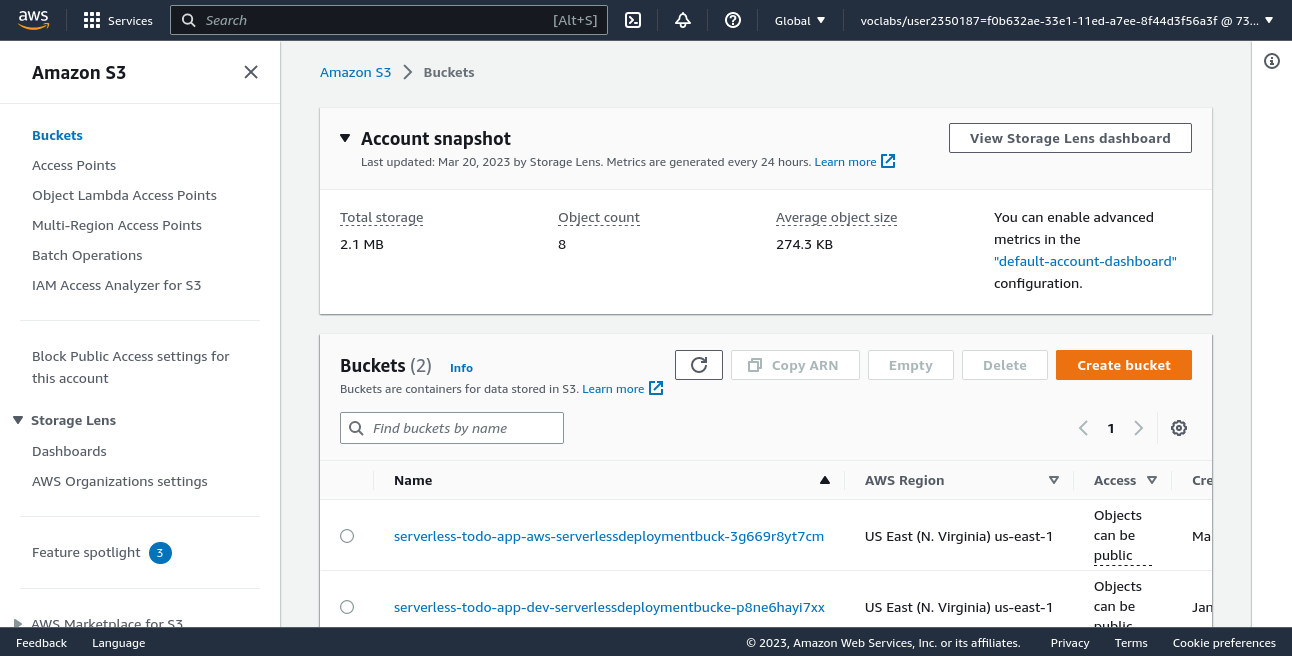 aws
Services
Search [Alt+S]
Global
voclabs/user2350187=f0b632ae-33e1-11ed-a7ee-8f44d3f56a3f @ 73...
Amazon S3
Buckets
Access Points
Object Lambda Access Points
Multi-Region Access Points
Batch Operations
IAM Access Analyzer for S3
Block Public Access settings for
this account
Storage Lens
Dashboards
AWS Organizations settings
Feature spotlight 3
AWS Marketplace for S3
Amazon S3 Buckets
Account snapshot
Last updated: Mar 20, 2023 by Storage Lens. Metrics are generated every 24 hours. Learn more
View Storage Lens dashboard
Total storage
2.1 MB
Object count
8
Average object size
274.3 KB
You can enable advanced
metrics in the
"default-account-dashboard"
configuration.
Buckets (2) Info
Buckets are containers for data stored in S3. Learn more
Copy ARN
Empty
Delete
Create bucket
Find buckets by name
1
Name AWS Region Access Cre
serverless-todo-app-aws-serverlessdeploymentbuck-3g669r8yt7cm
US East (N. Virginia) us-east-1
Objects
can be
public
Ma
serverless-todo-app-dev-serverlessdeploymentbucke-p8ne6hayi7xx
US East (N. Virginia) us-east-1
Objects
can be
public
Jan
Feedback Language
© 2023, Amazon Web Services, Inc. or its affiliates. Privacy Terms Cookie preferences